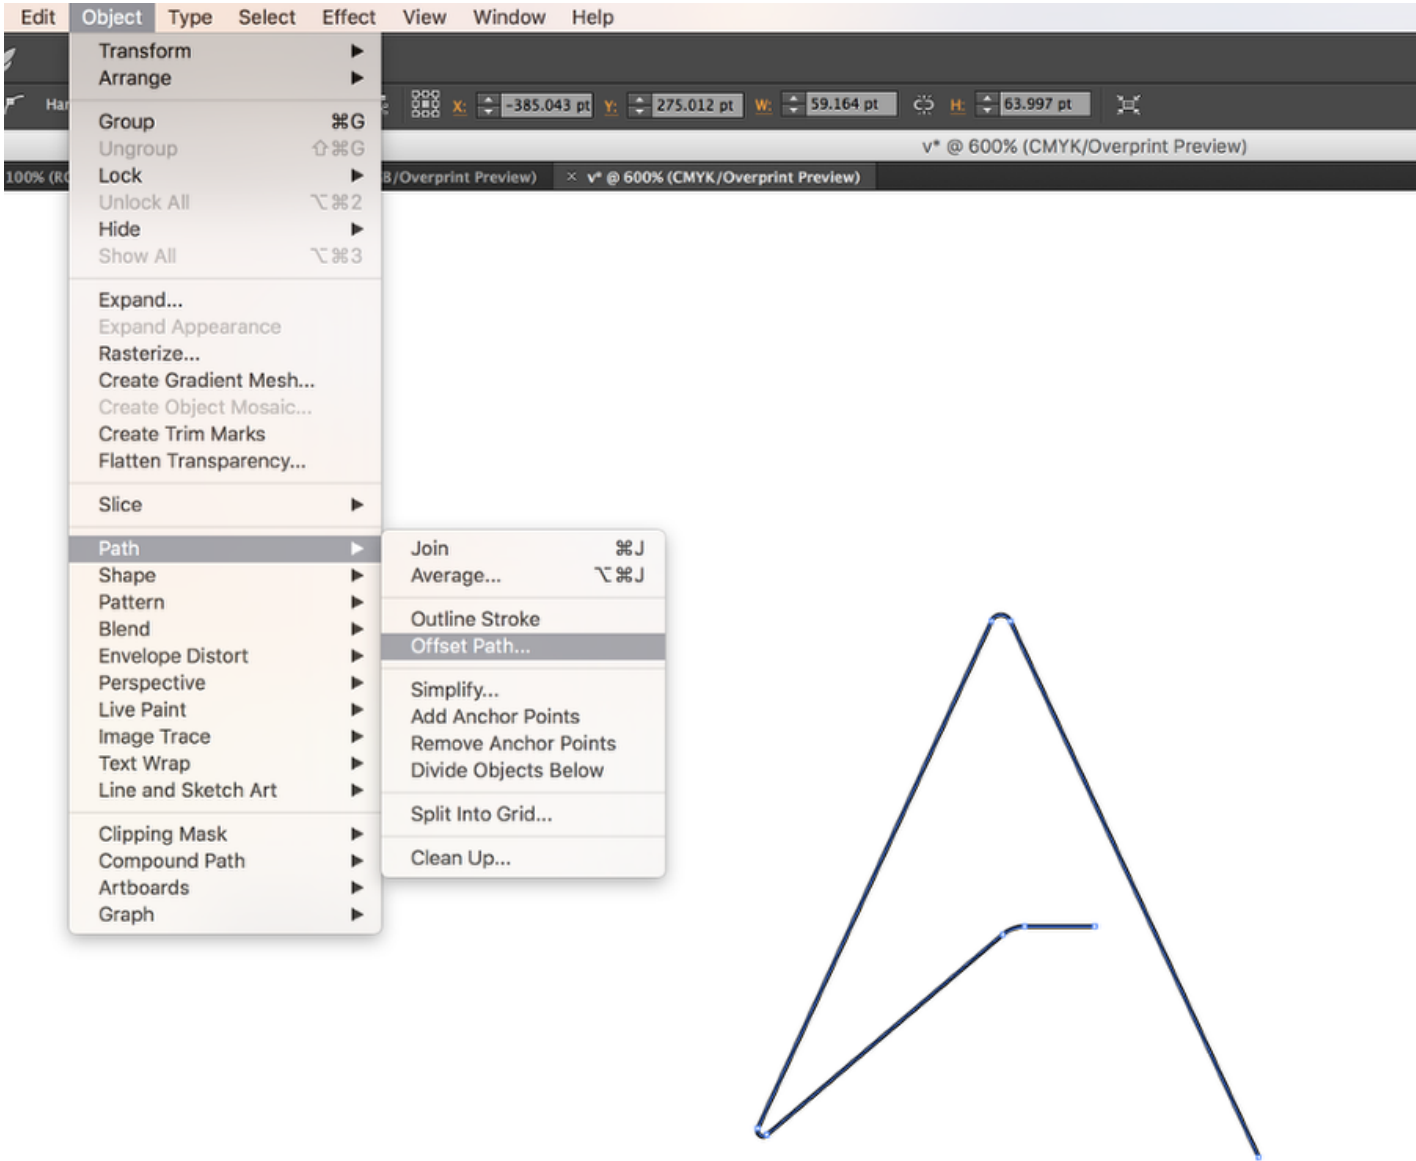 Edit Object Type Select Effect View Window Help
Transform
Arrange
Har
X: -385.043 pt Y: 275.012 pt W: 59.164 pt H: 63.997 pt
Group ⌘G
Ungroup ⇧⌘G
v* @ 600% (CMYK/Overprint Preview)
100% (RG
B/Overprint Preview) × v* @ 600% (CMYK/Overprint Preview)
Lock
Unlock All ⌥⌘2
Hide
Show All ⌥⌘3
Expand...
Expand Appearance
Rasterize...
Create Gradient Mesh...
Create Object Mosaic...
Create Trim Marks
Flatten Transparency...
Slice
Path
Shape
Pattern
Blend
Envelope Distort
Perspective
Live Paint
Image Trace
Text Wrap
Line and Sketch Art
Clipping Mask
Compound Path
Artboards
Graph
Join ⌘J
Average... ⌥⌘J
Outline Stroke
Offset Path...
Simplify...
Add Anchor Points
Remove Anchor Points
Divide Objects Below
Split Into Grid...
Clean Up...